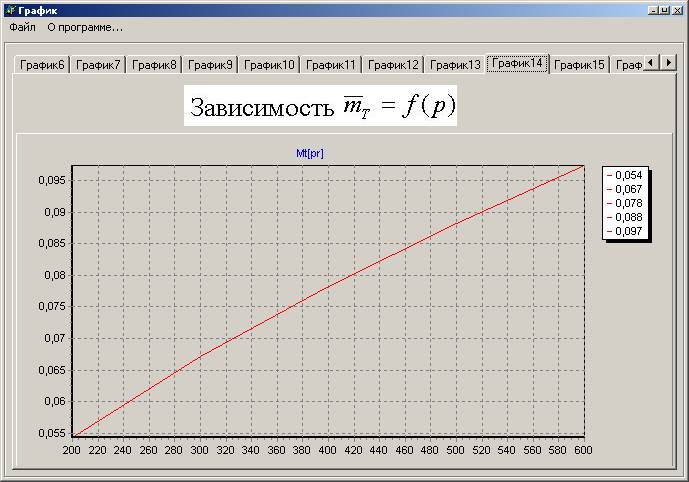 График
Файл О программе...
График6 График7 График8 График9 График10 График11 График12 График13 График14 График15 Граф
Зависимость m̅_T = f(p)
Mt[pr]
0,095
0,09
0,085
0,08
0,075
0,07
0,065
0,06
0,055
200 220 240 260 280 300 320 340 360 380 400 420 440 460 480 500 520 540 560 580 600
0,054
0,067
0,078
0,088
0,097